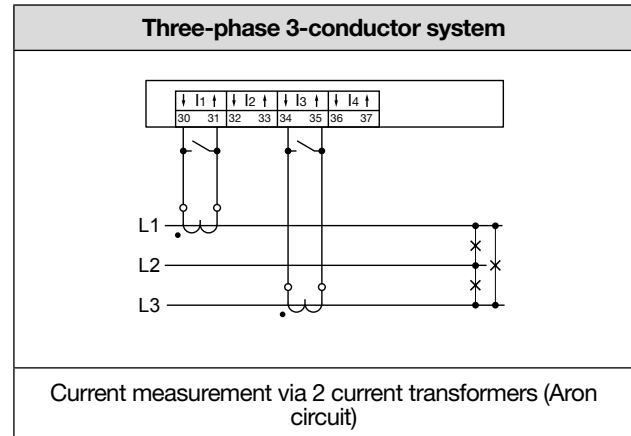 Three-phase 3-conductor system
↓ I1 ↑ ↓ I2 ↑ ↓ I3 ↑ ↓ I4 ↑
30 31 32 33 34 35 36 37
L1
L2
L3
Current measurement via 2 current transformers (Aron
circuit)